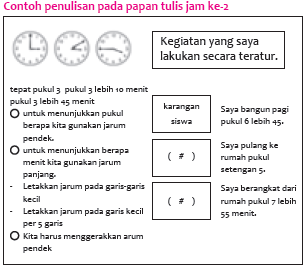 Contoh penulisan pada papan tulis jam ke-2
Kegiatan yang saya
lakukan secara teratur.
tepat pukul 3 pukul 3 lebih 10 menit
pukul 3 lebih 45 menit
untuk menunjukkan pukul
berapa kita gunakan jarum
pendek.
untuk menunjukkan berapa
menit kita gunakan jarum
panjang.
- Letakkan jarum pada garis-garis
kecil
- Letakkan jarum pada garis kecil
per 5 garis
Kita harus menggerakkan arum
pendek
karangan
siswa
Saya bangun pagi
pukul 6 lebih 45.
( # )
Saya pulang ke
rumah pukul
setengan 5.
( # )
Saya berangkat dari
rumah pukul 7 lebih
55 menit.